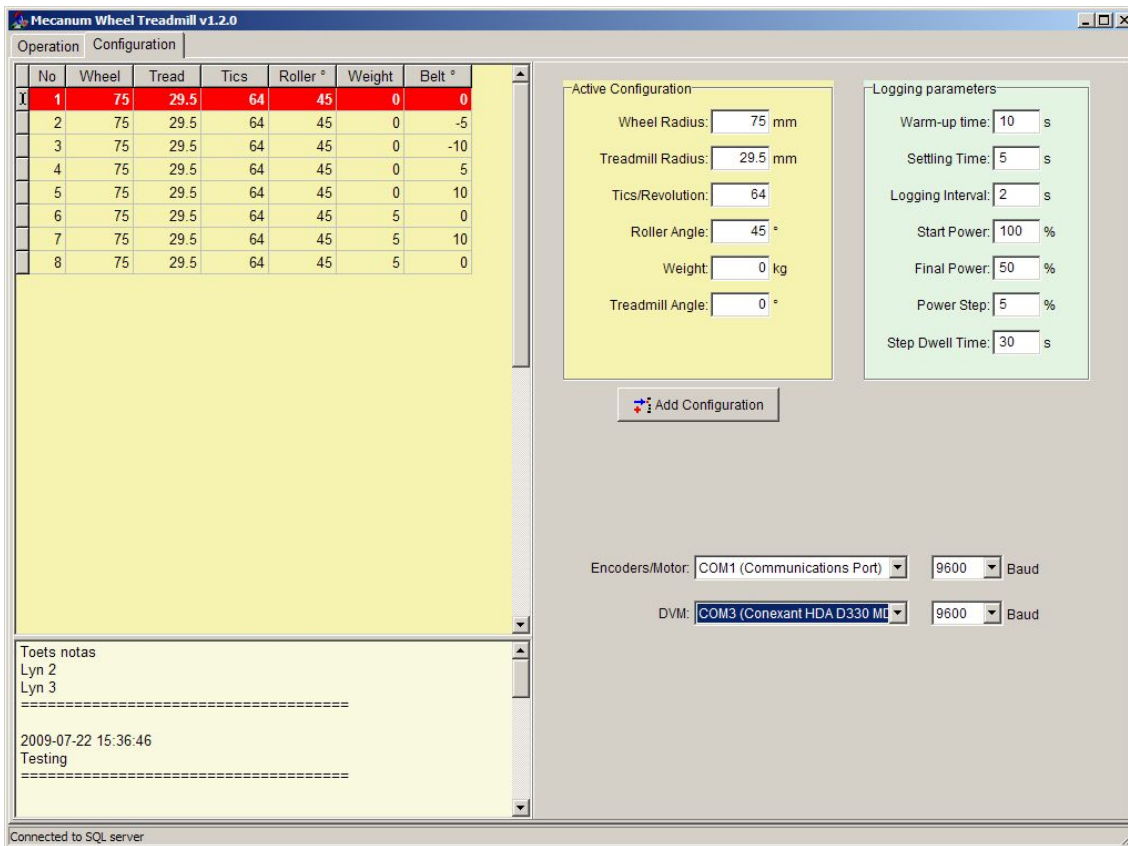 Mecanum Wheel Treadmill v1.2.0
Operation Configuration
No Wheel Tread Tics Roller ° Weight Belt °
1 75 29.5 64 45 0 0
2 75 29.5 64 45 0 -5
3 75 29.5 64 45 0 -10
4 75 29.5 64 45 0 5
5 75 29.5 64 45 0 10
6 75 29.5 64 45 5 0
7 75 29.5 64 45 5 10
8 75 29.5 64 45 5 0
Toets notas
Lyn 2
Lyn 3
=====================================
2009-07-22 15:36:46
Testing
=====================================
Active Configuration
Wheel Radius: 75 mm
Treadmill Radius: 29.5 mm
Tics/Revolution: 64
Roller Angle: 45 °
Weight: 0 kg
Treadmill Angle: 0 °
Add Configuration
Logging parameters
Warm-up time: 10 s
Settling Time: 5 s
Logging Interval: 2 s
Start Power: 100 %
Final Power: 50 %
Power Step: 5 %
Step Dwell Time: 30 s
Encoders/Motor: COM1 (Communications Port) 9600 Baud
DVM: COM3 (Conexant HDA D330 MD 9600 Baud
Connected to SQL server